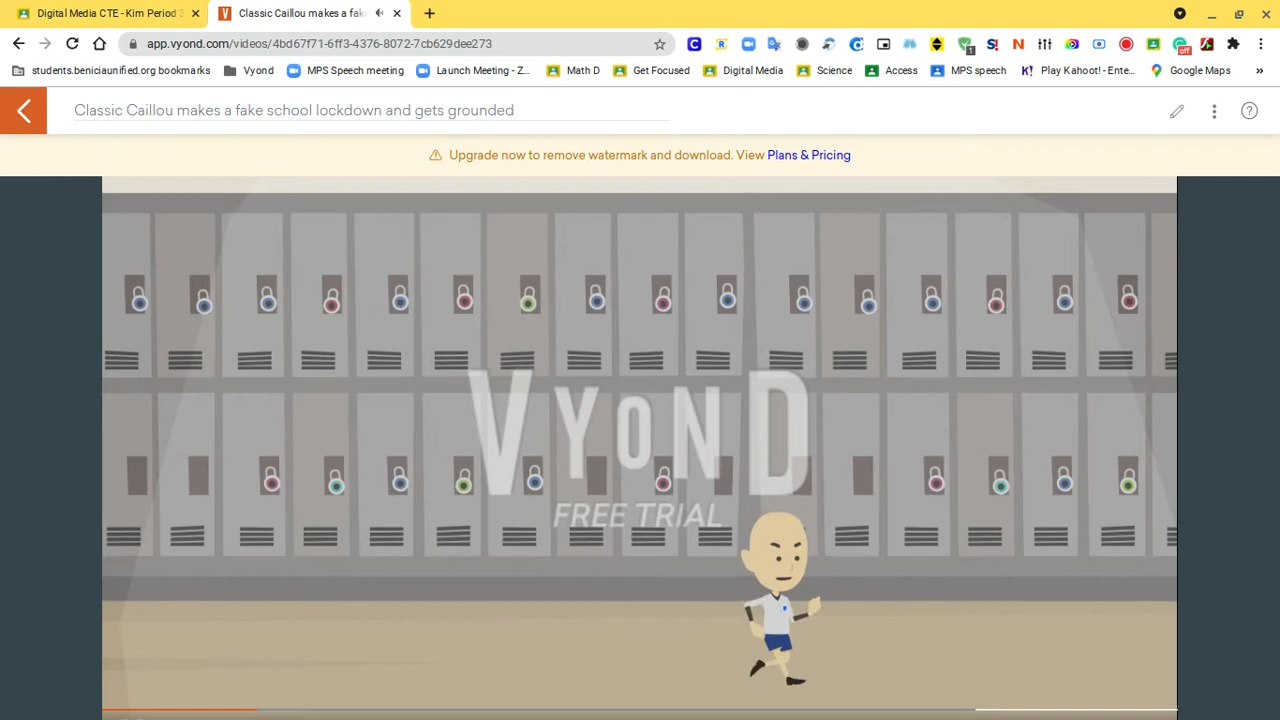 Digital Media CTE - Kim Period 3
Classic Caillou makes a fak
app.vyond.com/videos/4bd67f71-6ff3-4376-8072-7cb629dee273
students.beniciaunified.org bookmarks
Vyond
MPS Speech meeting
Launch Meeting - Z...
Math D
Get Focused
Digital Media
Science
Access
MPS speech
Play Kahoot! - Ente...
Google Maps
»
Classic Caillou makes a fake school lockdown and gets grounded
Upgrade now to remove watermark and download. View Plans & Pricing
VYOND
FREE TRIAL